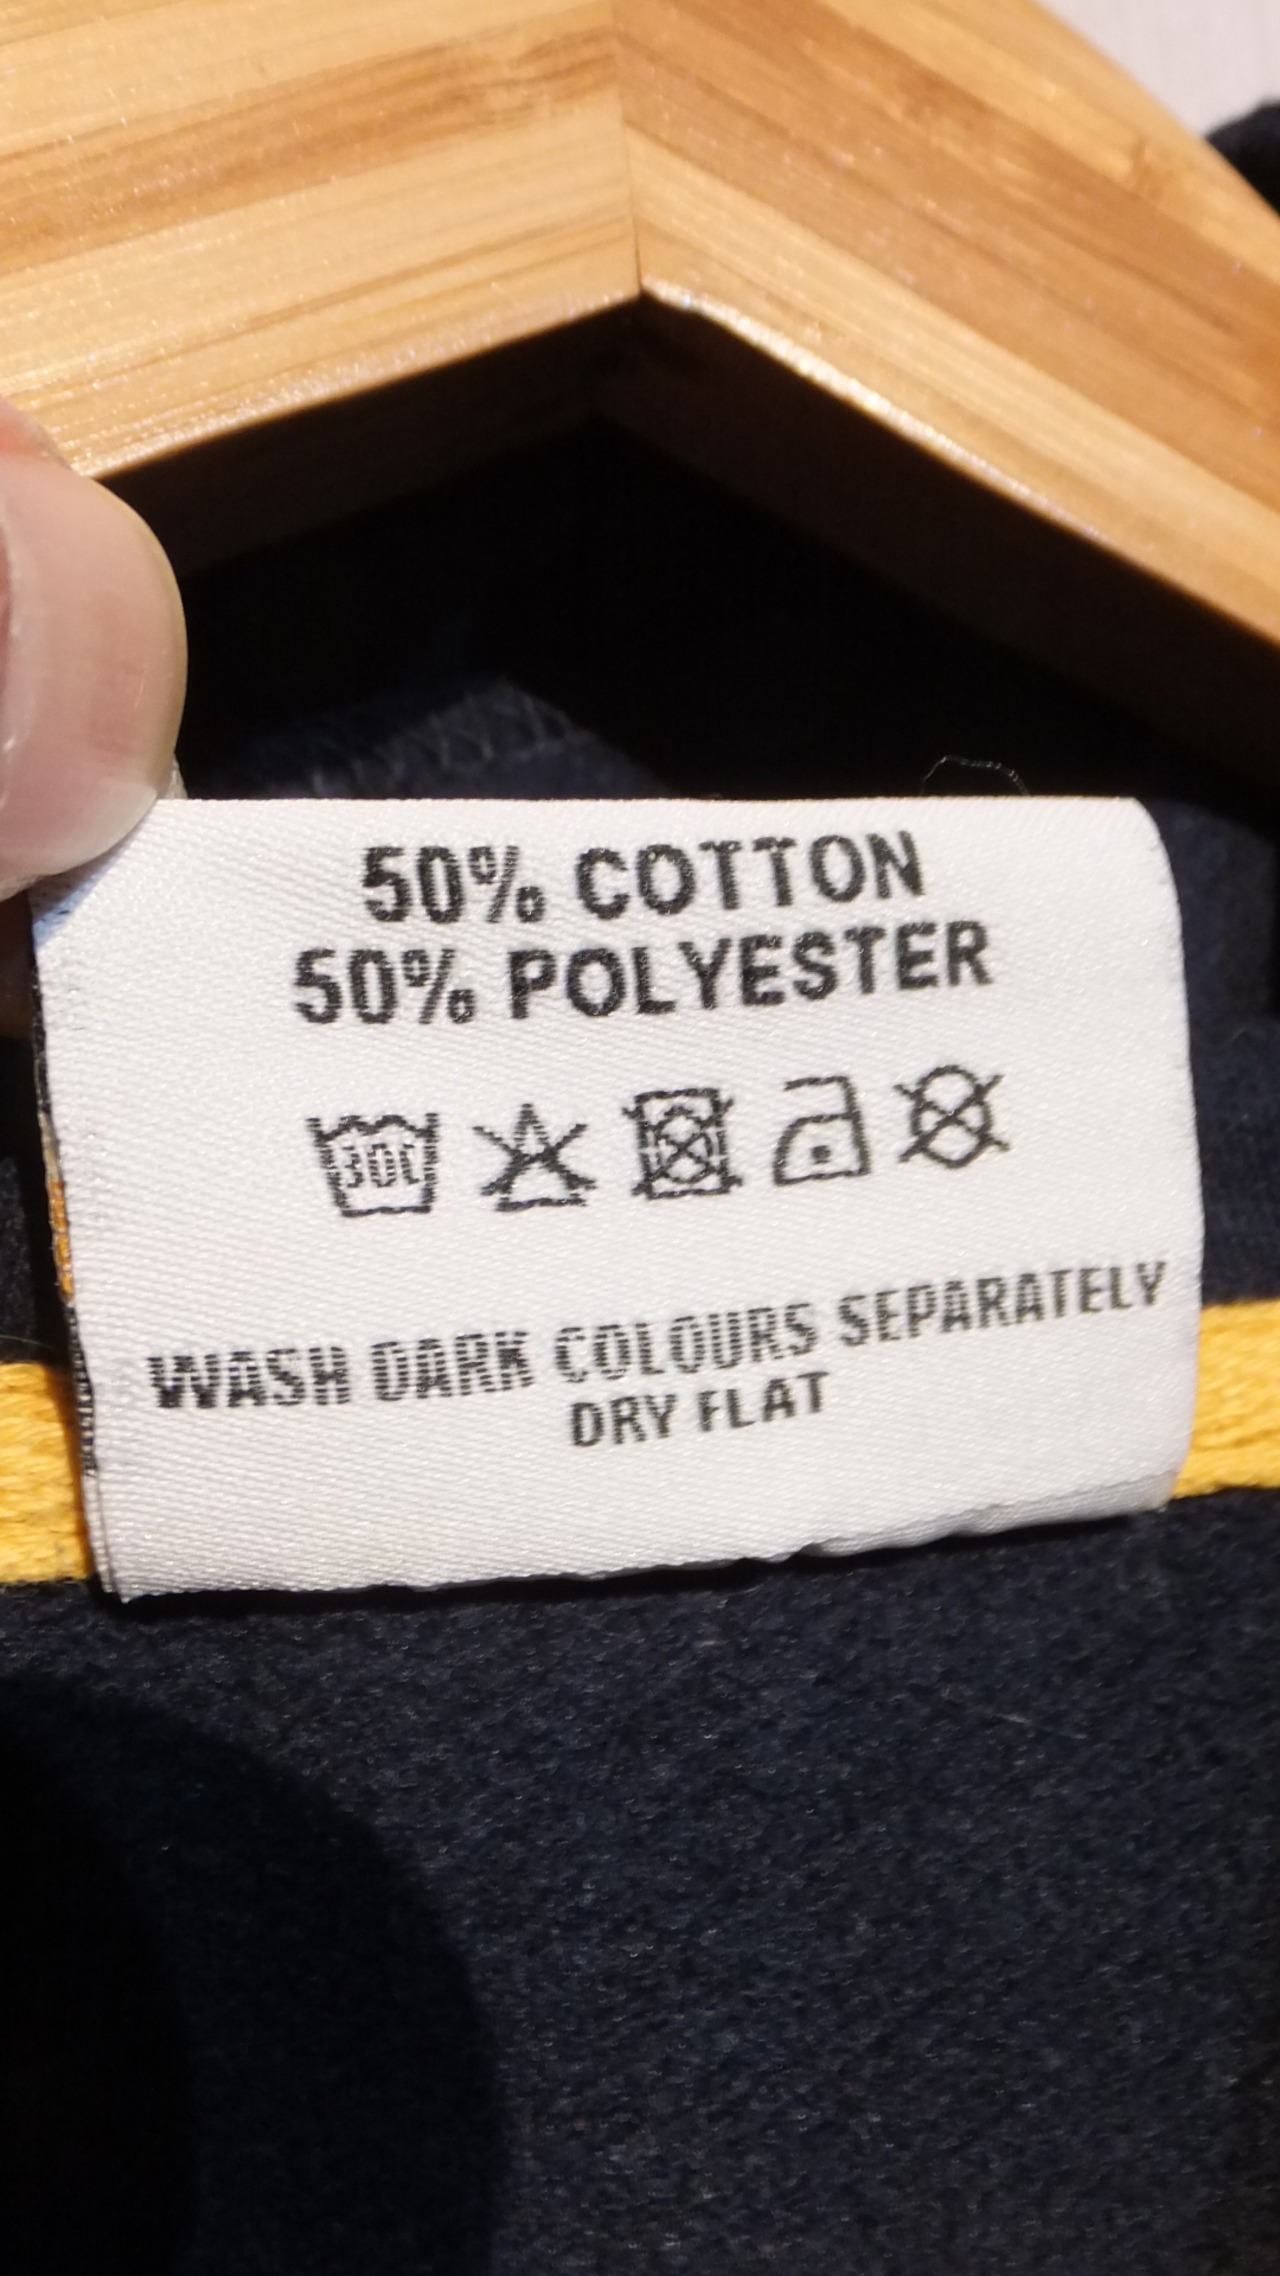 50% COTTON
50% POLYESTER
30C
WASH DARK COLOURS SEPARATELY
DRY FLAT